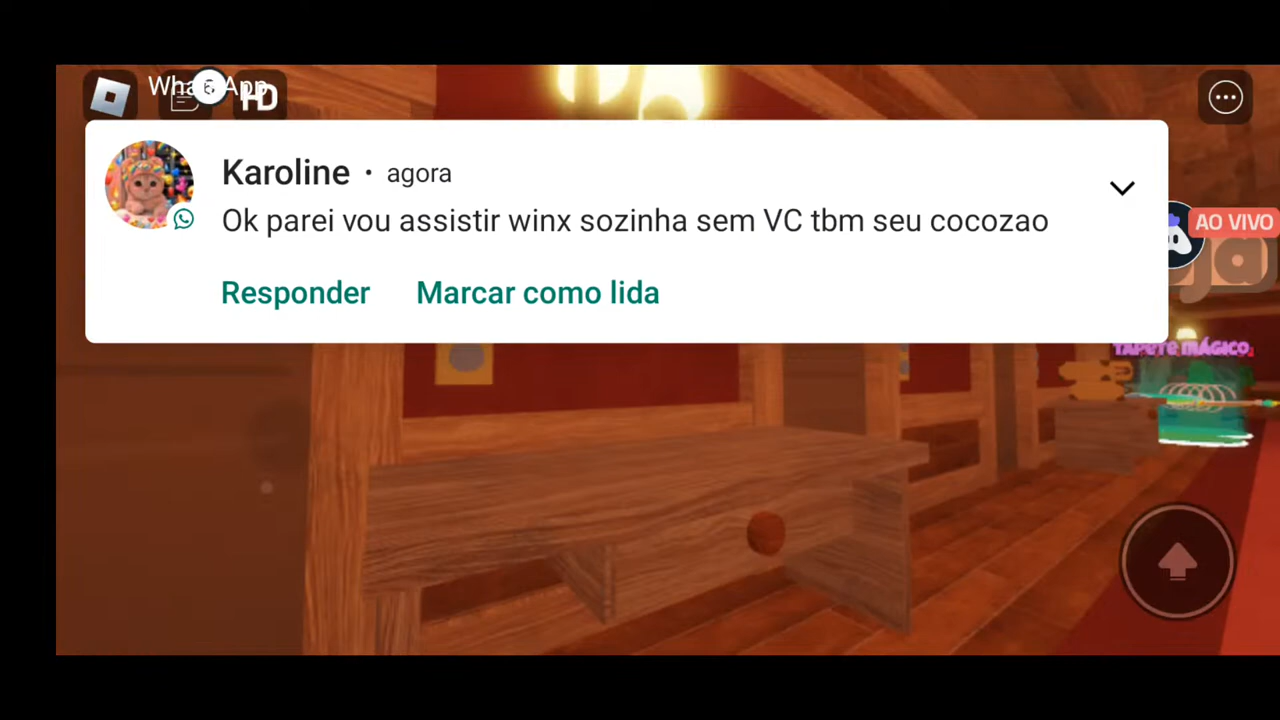 WhatsApp
HD
Karoline • agora
Ok parei vou assistir winx sozinha sem VC tbm seu cocozao
Responder
Marcar como lida
AO VIVO
TAPETE MÁGICO